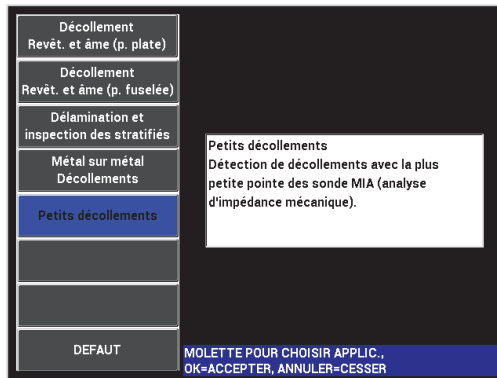 Décollement
Revêt. et âme (p. plate)
Décollement
Revêt. et âme (p. fuselée)
Délamination et
inspection des stratifiés
Métal sur métal
Décollements
Petits décollements
DEFAUT
Petits décollements
Détection de décollements avec la plus
petite pointe des sonde MIA (analyse
d'impédance mécanique).
MOLETTE POUR CHOISIR APPLIC.,
OK=ACCEPTER, ANNULER=CESSER